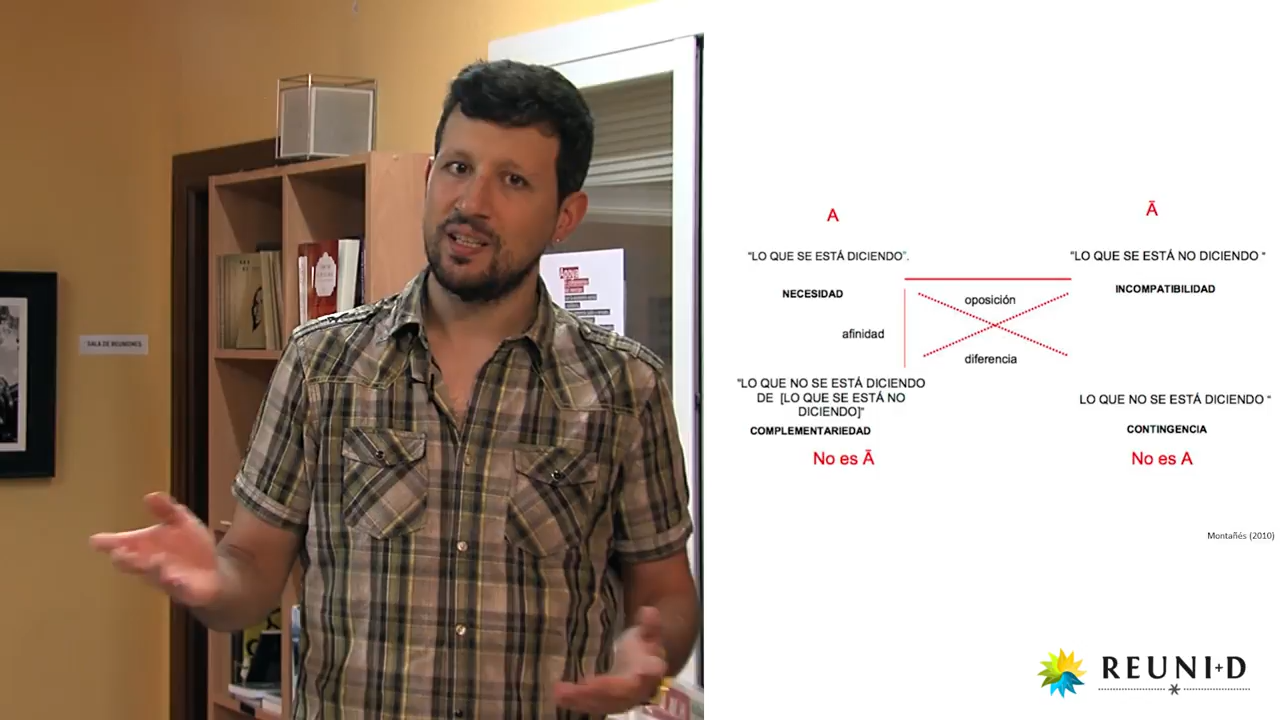 SALA DE REUNIONES
A
Ā
"LO QUE SE ESTÁ DICIENDO".
"LO QUE SE ESTÁ NO DICIENDO "
NECESIDAD
INCOMPATIBILIDAD
oposición
afinidad
diferencia
"LO QUE NO SE ESTÁ DICIENDO
DE [LO QUE SE ESTÁ NO
DICIENDO]"
LO QUE NO SE ESTÁ DICIENDO "
COMPLEMENTARIEDAD
CONTINGENCIA
No es Ā
No es A
Montañés (2010)
REUNI+D